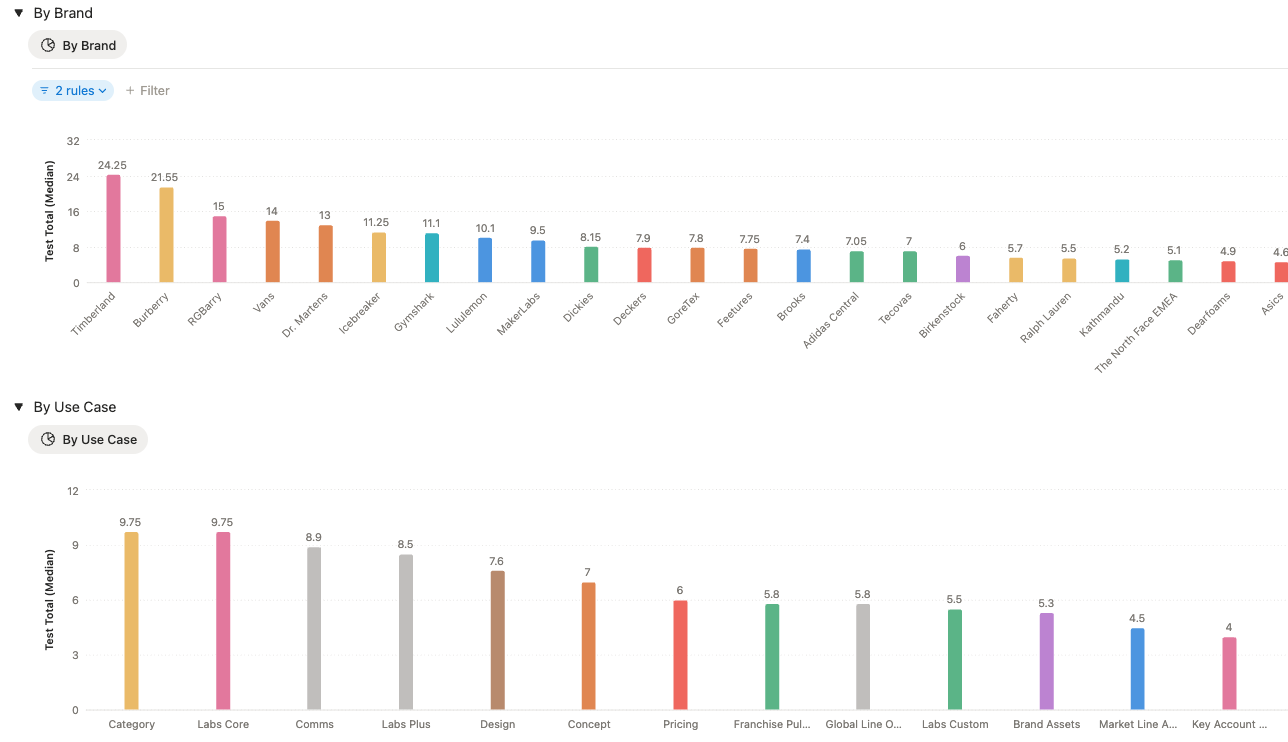 By Brand
By Brand
2 rules
+ Filter
Test Total (Median)
32
24
16
8
0
24.25
21.55
15
14
13
11.25
11.1
10.1
9.5
8.15
7.9
7.8
7.75
7.4
7.05
7
6
5.7
5.5
5.2
5.1
4.9
4.6
Timberland
Burberry
RGBarry
Vans
Dr. Martens
Icebreaker
Gymshark
Lululemon
MakerLabs
Dickies
Deckers
GoreTex
Feetures
Brooks
Adidas Central
Tecovas
Birkenstock
Faherty
Ralph Lauren
Kathmandu
The North Face EMEA
Dearfoams
Asics
By Use Case
By Use Case
Test Total (Median)
12
9
6
3
0
9.75
9.75
8.9
8.5
7.6
7
6
5.8
5.8
5.5
5.3
4.5
4
Category
Labs Core
Comms
Labs Plus
Design
Concept
Pricing
Franchise Pul...
Global Line O...
Labs Custom
Brand Assets
Market Line A...
Key Account ...